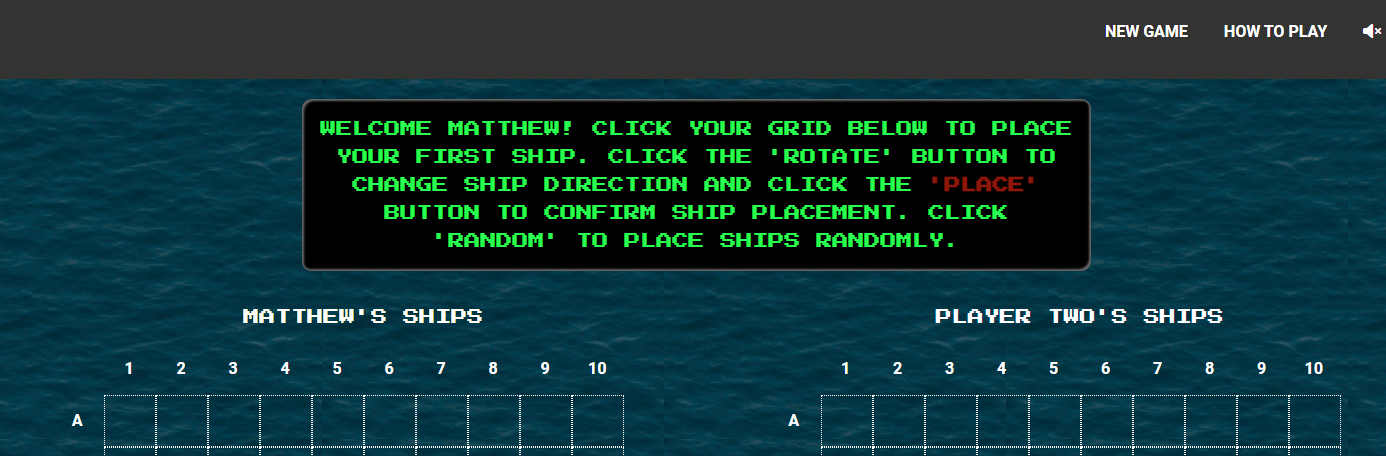 NEW GAME HOW TO PLAY
WELCOME MATTHEW! CLICK YOUR GRID BELOW TO PLACE
YOUR FIRST SHIP. CLICK THE 'ROTATE' BUTTON TO
CHANGE SHIP DIRECTION AND CLICK THE 'PLACE'
BUTTON TO CONFIRM SHIP PLACEMENT. CLICK
'RANDOM' TO PLACE SHIPS RANDOMLY.
MATTHEW'S SHIPS
1 2 3 4 5 6 7 8 9 10
A
PLAYER TWO'S SHIPS
1 2 3 4 5 6 7 8 9 10
A